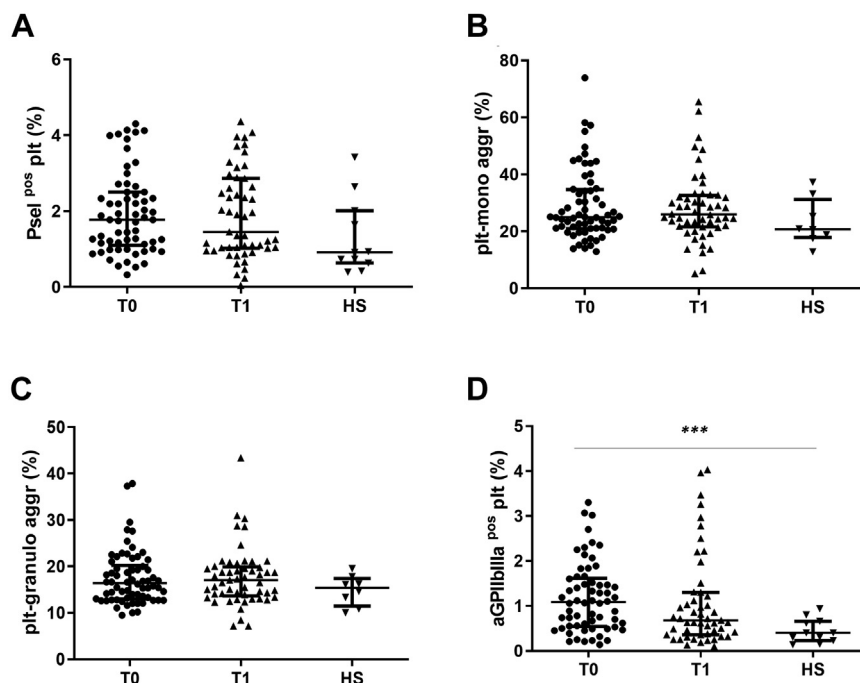 A
Psel pos plt (%)
6
4
2
0
T0 T1 HS
B
plt-mono aggr (%)
80
60
40
20
0
T0 T1 HS
C
plt-granulo aggr (%)
50
40
30
20
10
0
T0 T1 HS
D
aGPIIbIIIa pos plt (%)
5
4
3
2
1
0
***
T0 T1 HS